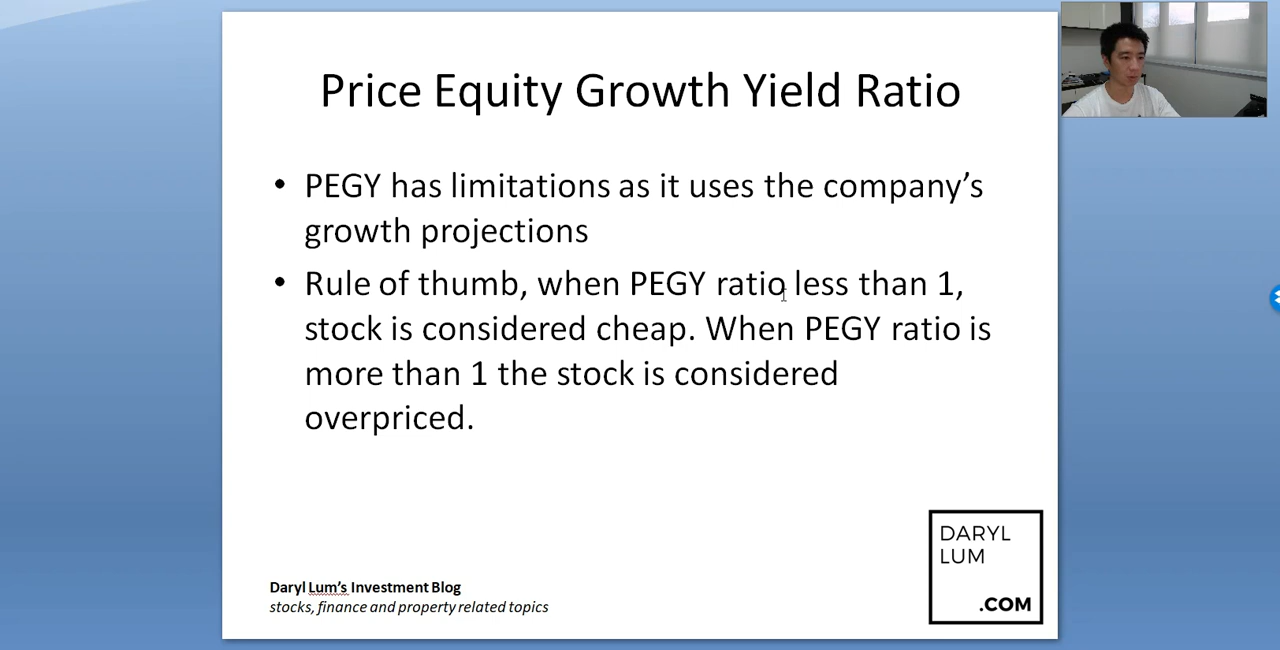 Price Equity Growth Yield Ratio
• PEGY has limitations as it uses the company’s
growth projections
• Rule of thumb, when PEGY ratio less than 1,
stock is considered cheap. When PEGY ratio is
more than 1 the stock is considered
overpriced.
Daryl Lum’s Investment Blog
stocks, finance and property related topics
DARYL
LUM
.COM